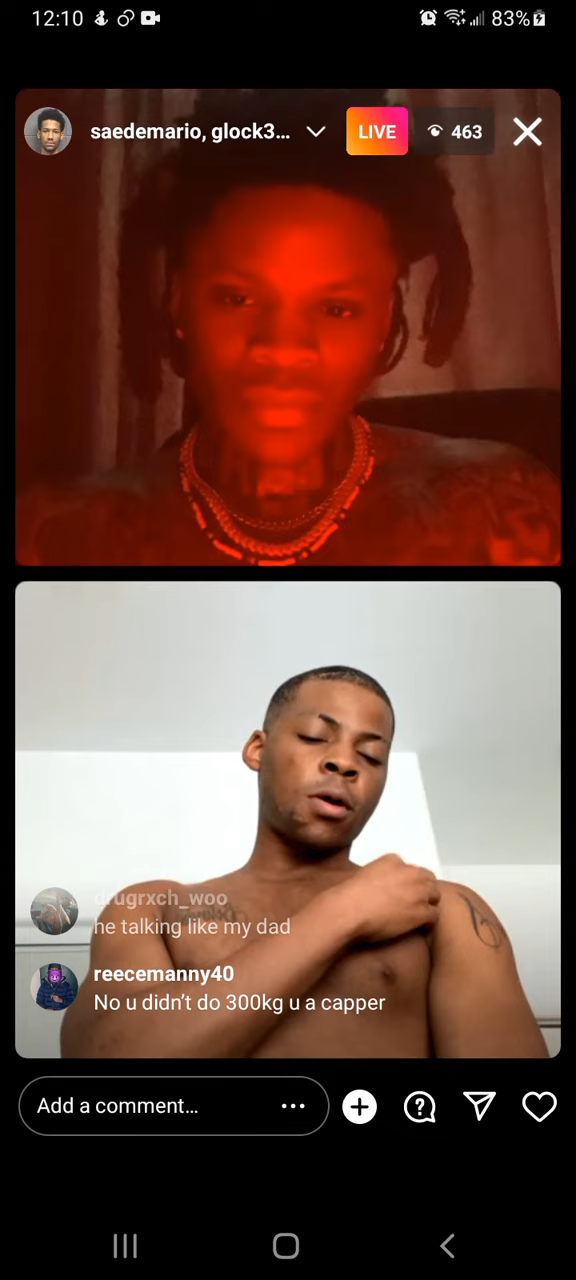 12:10
83%
saedemario, glock3...
LIVE
463
drugrxch_woo
he talking like my dad
reecemanny40
No u didn't do 300kg u a capper
Add a comment...